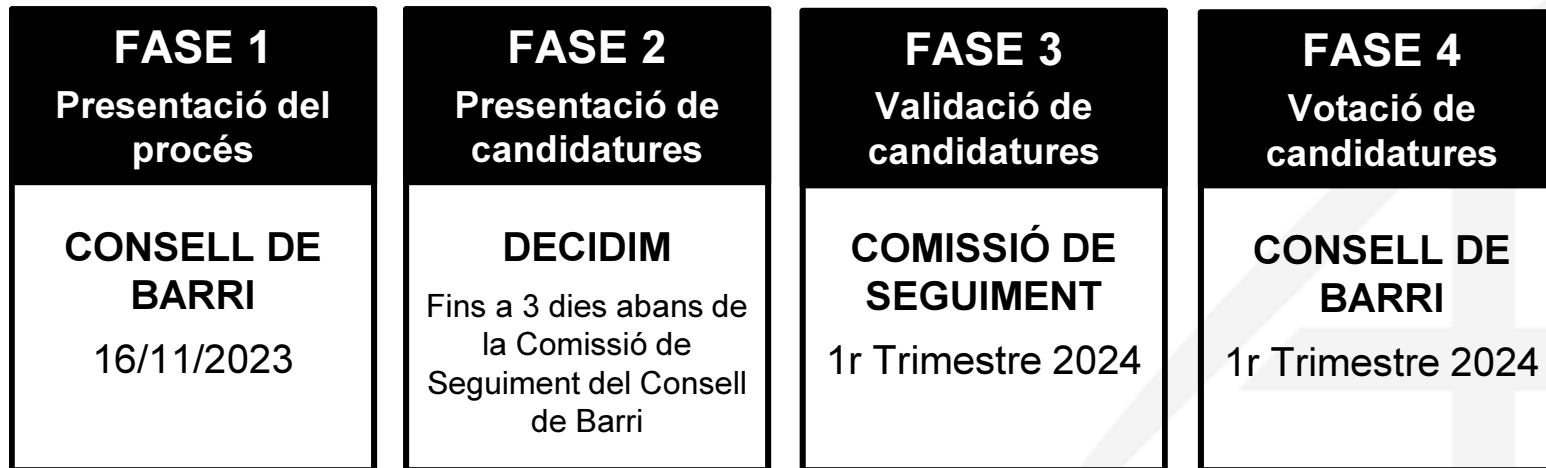 FASE 1
Presentació del
procés
CONSELL DE
BARRI
16/11/2023
FASE 2
Presentació de
candidatures
DECIDIM
Fins a 3 dies abans de
la Comissió de
Seguiment del Consell
de Barri
FASE 3
Validació de
candidatures
COMISSIÓ DE
SEGUIMENT
1r Trimestre 2024
FASE 4
Votació de
candidatures
CONSELL DE
BARRI
1r Trimestre 2024